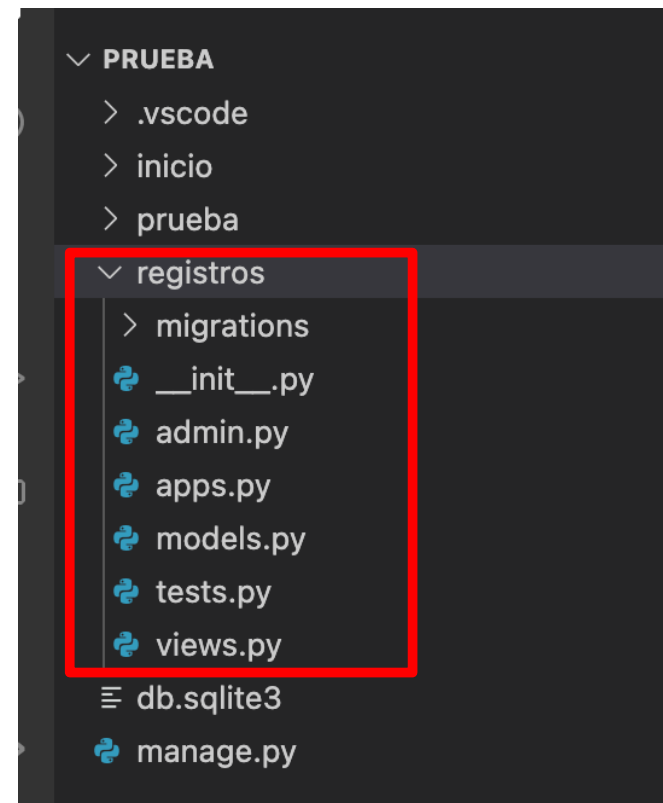 PRUEBA
.vscode
inicio
prueba
registros
migrations
__init__.py
admin.py
apps.py
models.py
tests.py
views.py
db.sqlite3
manage.py